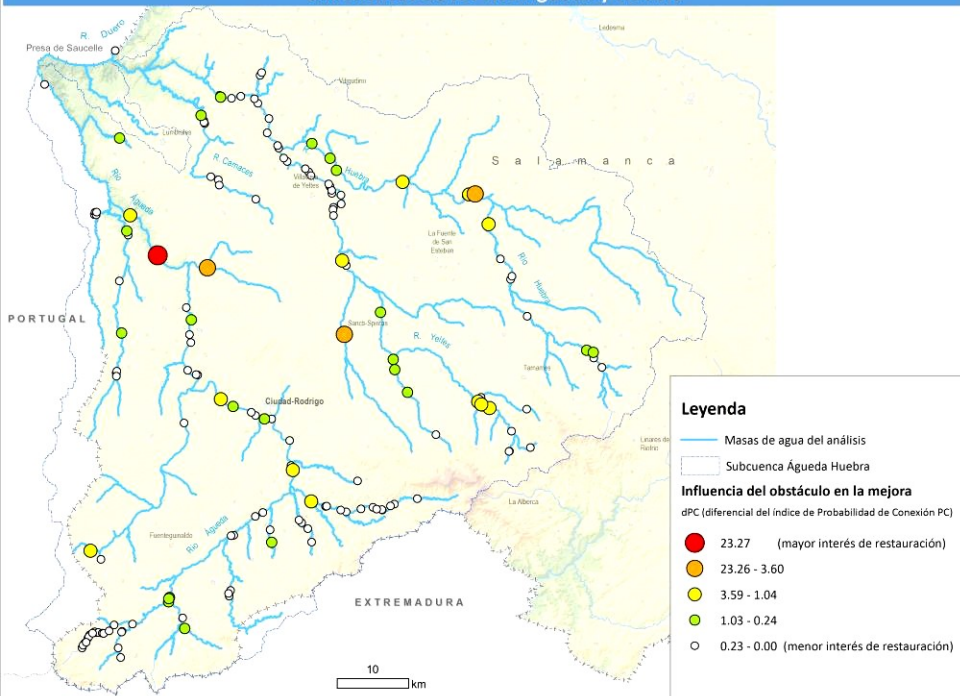 Ledesma
R. Duero
Presa de Saucelle
Vitigudino
Lumbrales
Salamanca
R. Camaces
R. Huebra
Villares de Yeltes
Río Águeda
La Fuente
de San
Esteban
Río Huebra
PORTUGAL
Sancti-Spíritus
R. Yeltes
Tamames
Ciudad-Rodrigo
Linares de
Riofrío
La Alberca
Fuenteguinaldo
Río Águeda
EXTREMADURA
10
km
Leyenda
Masas de agua del análisis
Subcuenca Águeda Huebra
Influencia del obstáculo en la mejora
dPC (diferencial del índice de Probabilidad de Conexión PC)
23.27 (mayor interés de restauración)
23.26 - 3.60
3.59 - 1.04
1.03 - 0.24
0.23 - 0.00 (menor interés de restauración)